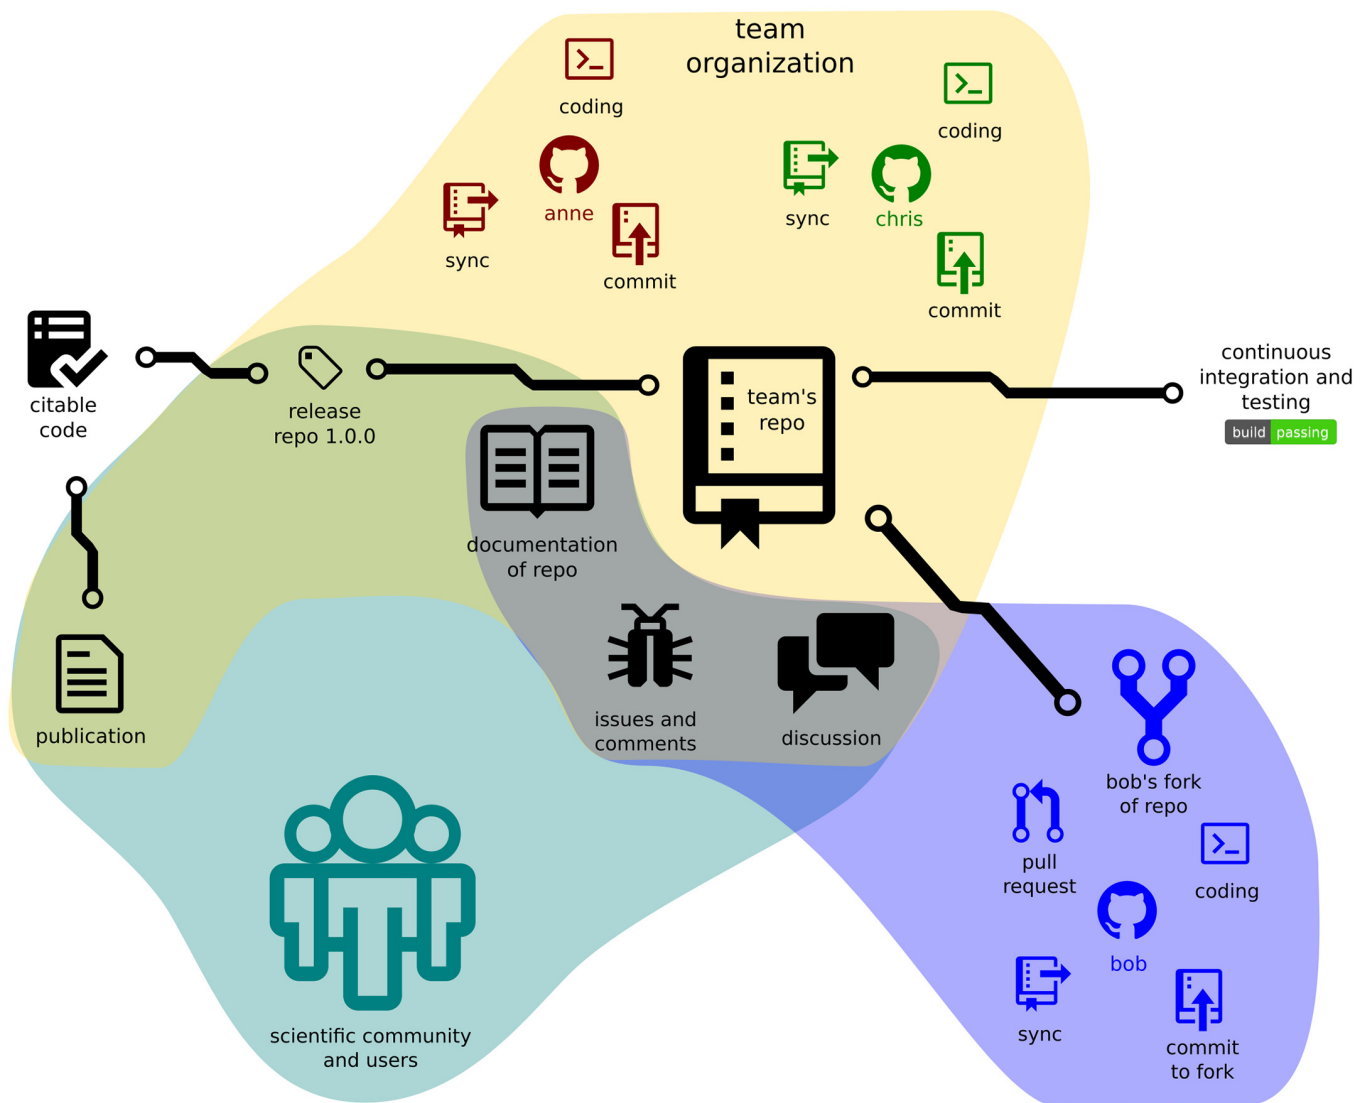 team
organization
coding
coding
anne
sync
commit
sync
chris
commit
citable
code
release
repo 1.0.0
team's
repo
continuous
integration and
testing
build passing
documentation
of repo
publication
issues and
comments
discussion
bob's fork
of repo
pull
request
coding
bob
sync
commit
to fork
scientific community
and users